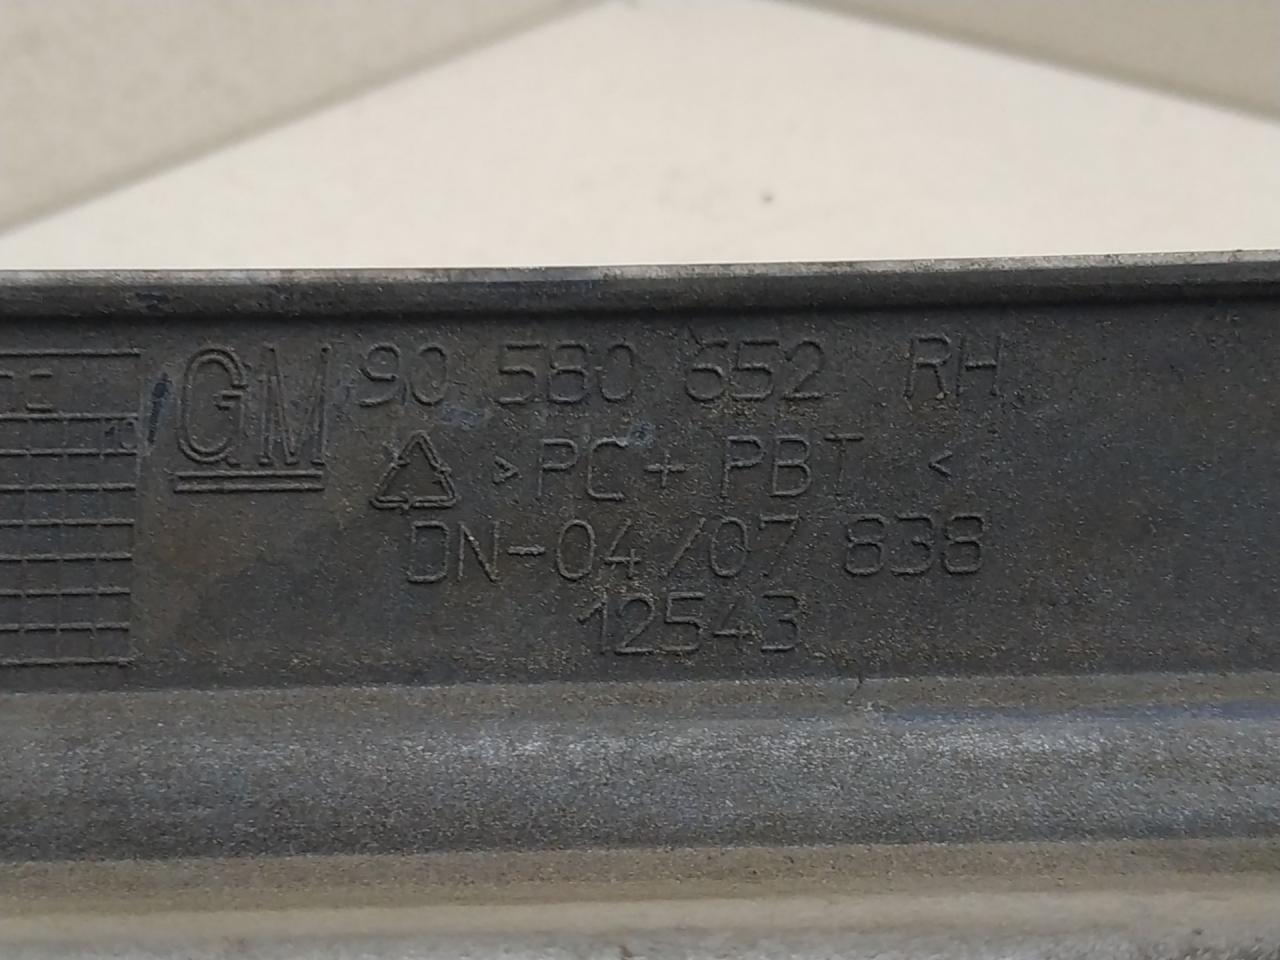 GM 90 580 652 RH
>PC+PBT<
DN-04/07 838
12543